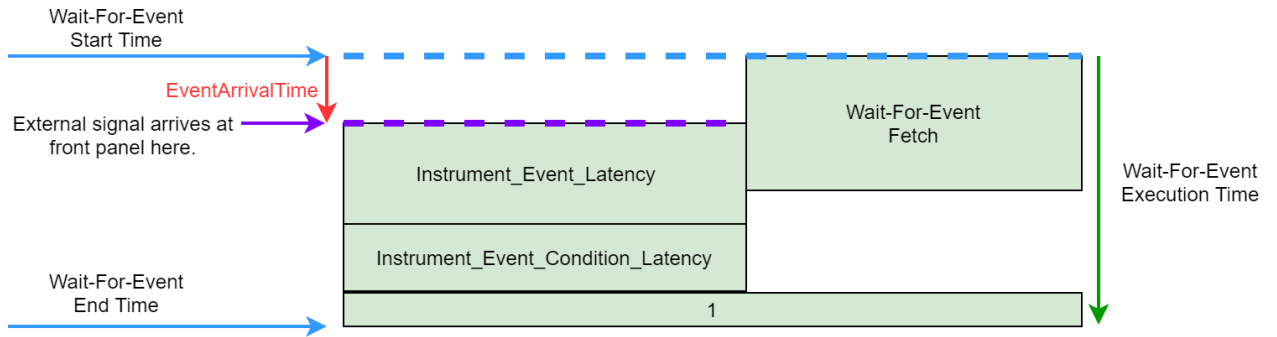 Wait-For-Event
Start Time
EventArrivalTime
External signal arrives at
front panel here.
Wait-For-Event
Fetch
Instrument_Event_Latency
Wait-For-Event
Execution Time
Instrument_Event_Condition_Latency
Wait-For-Event
End Time
1